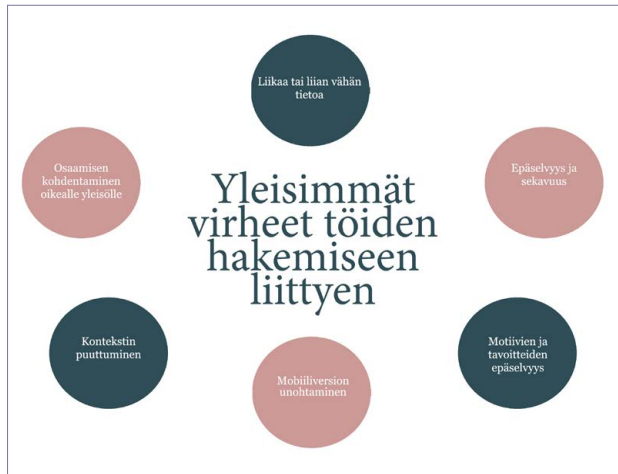 Liikaa tai liian vähän
tietoa
Osaamisen
kohdentaminen
oikealle yleisölle
Epäselvyys ja
sekavuus
Yleisimmät
virheet töiden
hakemiseen
liittyen
Kontekstin
puuttuminen
Mobiiliversion
unohtaminen
Motiivien ja
tavoitteiden
epäselvyys